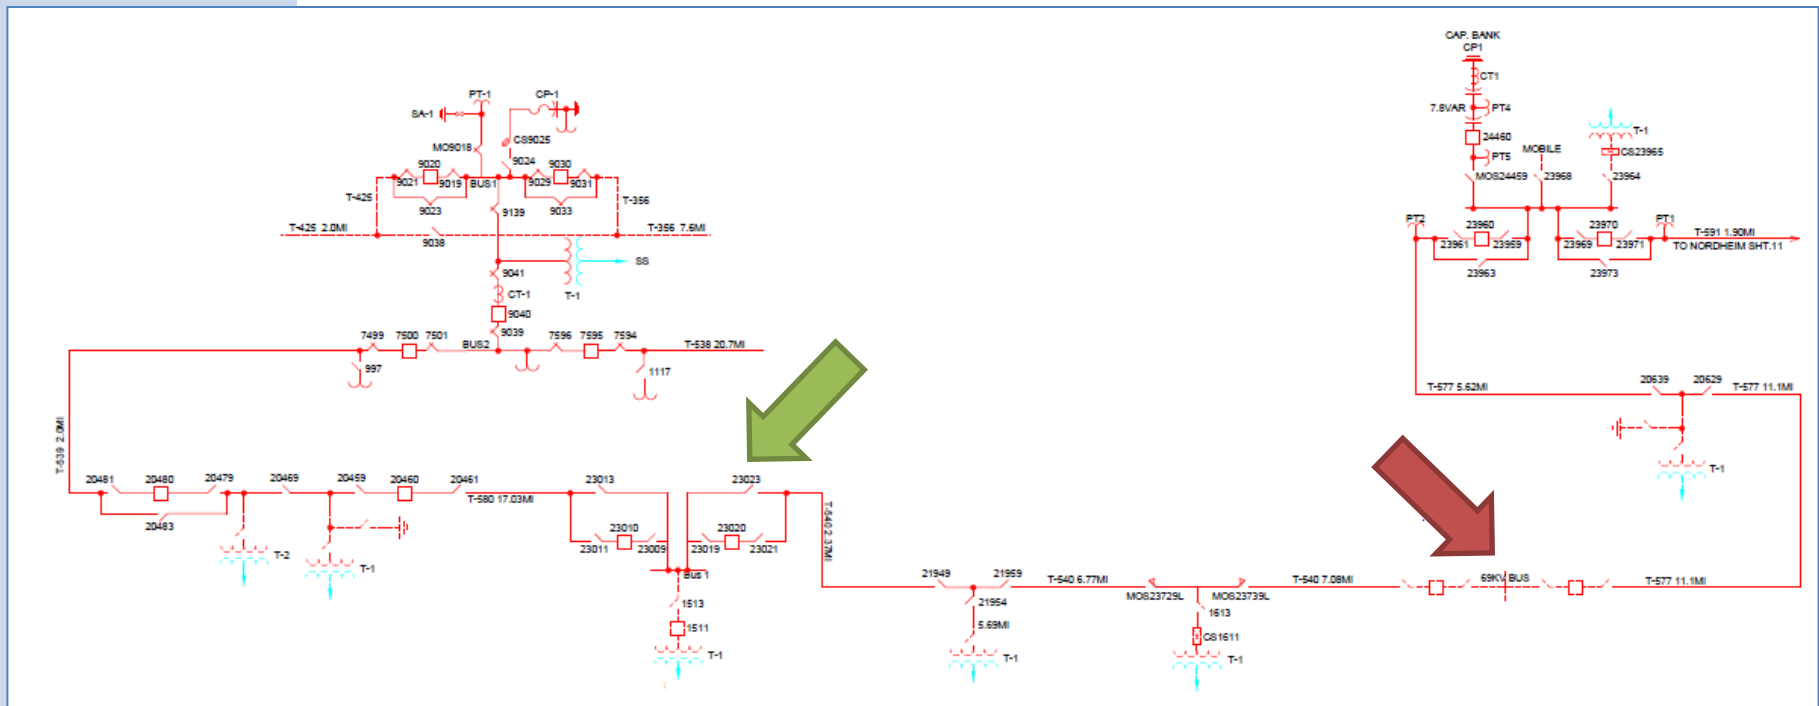 CAP. BANK
CP1
CT1
7.8VAR
PT4
24460
PT5
MOS24459
MOBILE
23968
T-1
CS23965
23964
PT-1
CP-1
SA-1
CS9025
MO9018
9024
9020
9030
9021
9019
BUS1
9029
9031
T-425
9023
9033
T-356
9139
T-425 2.0MI
9038
T-356 7.6MI
SS
9041
CT-1
T-1
9040
9039
7499
7500
7501
BUS2
7596
7595
7594
T-538 20.7MI
997
1117
PT2
23960
23970
PT1
T-591 1.90MI
23961
23959
23969
23971
TO NORDHEIM SHT.11
23963
23973
T-577 5.62MI
20639
20629
T-577 11.1MI
T-1
T-539 2.0MI
20481
20480
20479
20469
20459
20460
20461
T-580 17.03MI
20483
T-2
T-1
23013
23023
23010
23020
23011
23009
23019
23021
Bus 1
T-540 2.37MI
1513
1511
T-1
21949
21959
T-540 6.77MI
21954
5.69MI
T-1
MOS23729L
MOS23739L
1613
CS1611
T-1
T-540 7.08MI
69KV BUS
T-577 11.1MI